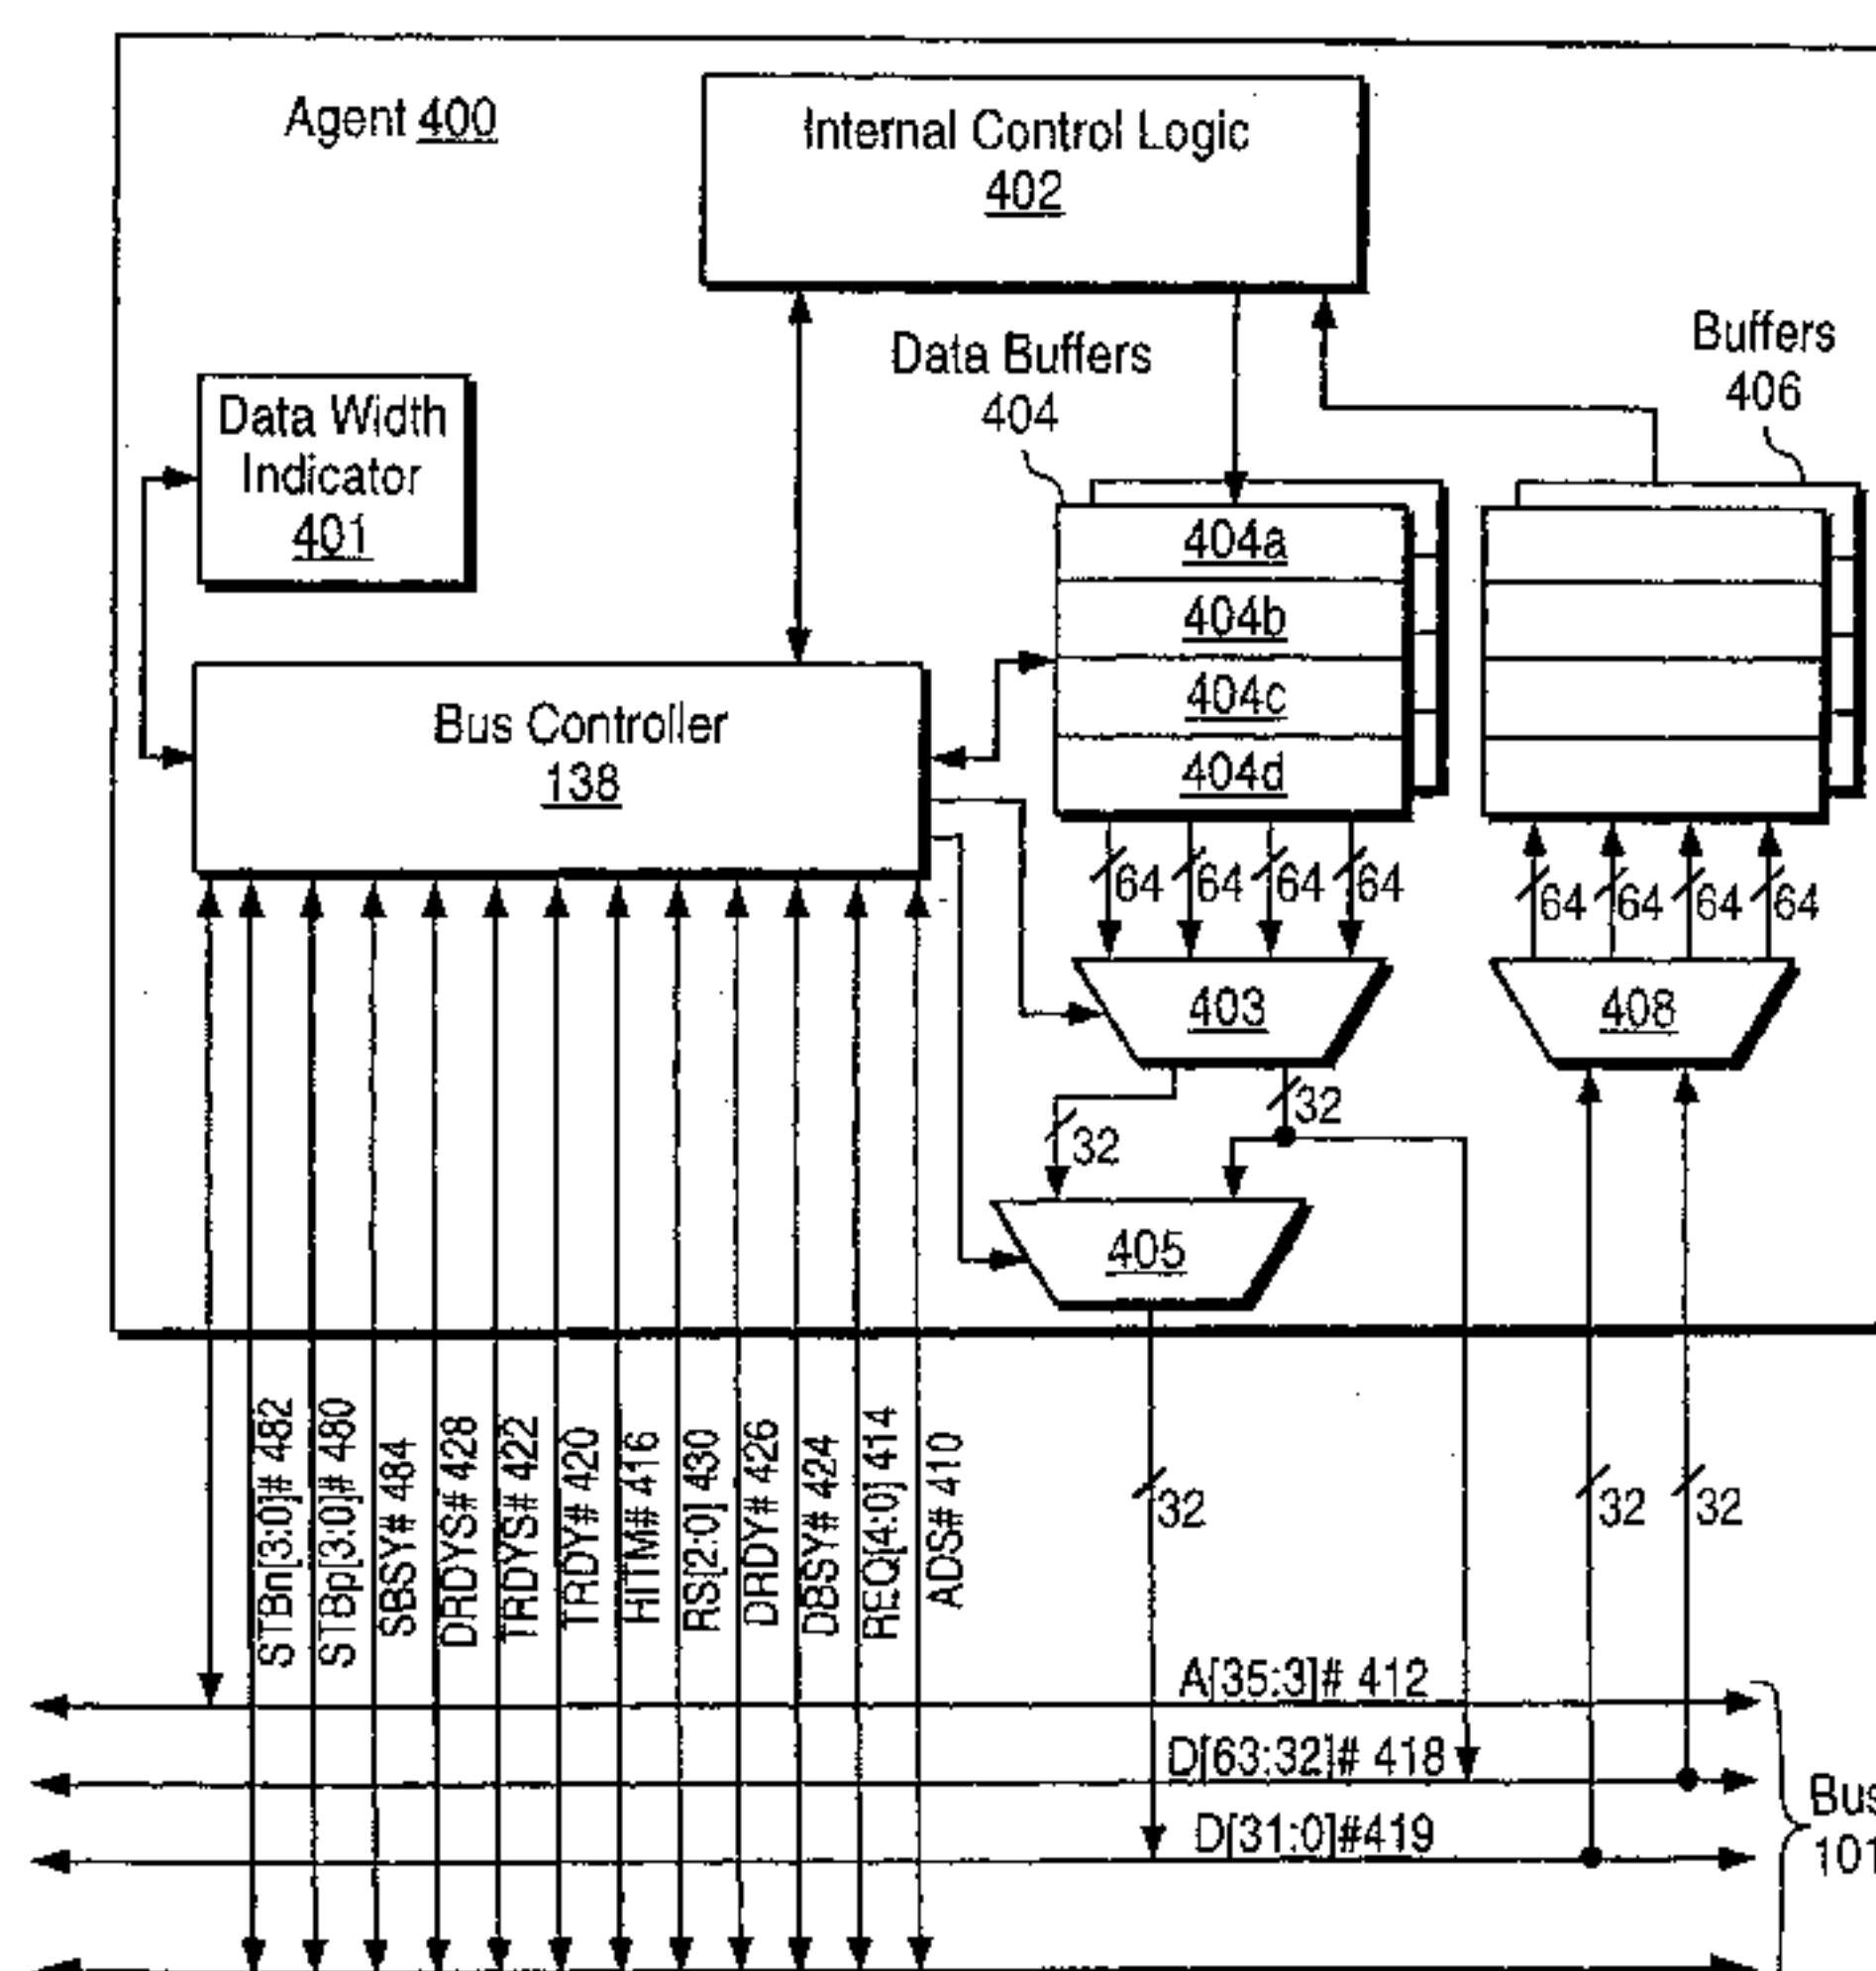 Agent 400
Internal Control Logic
402
Data Buffers
404
Buffers
406
Data Width
Indicator
401
404a
404b
404c
404d
Bus Controller
138
64 64 64 64
64 64 64 64
403
408
32
32
405
32
32 32
STBn[3:0]# 482
STBp[3:0]# 480
SBSY# 484
DRDYS# 428
TRDYS# 422
TRDY# 420
HITM# 416
RS[2:0] 430
DRDY# 426
DBSY# 424
REQ[4:0] 414
ADS# 410
A[35:3]# 412
D[63:32]# 418
D[31:0]#419
Bus
101